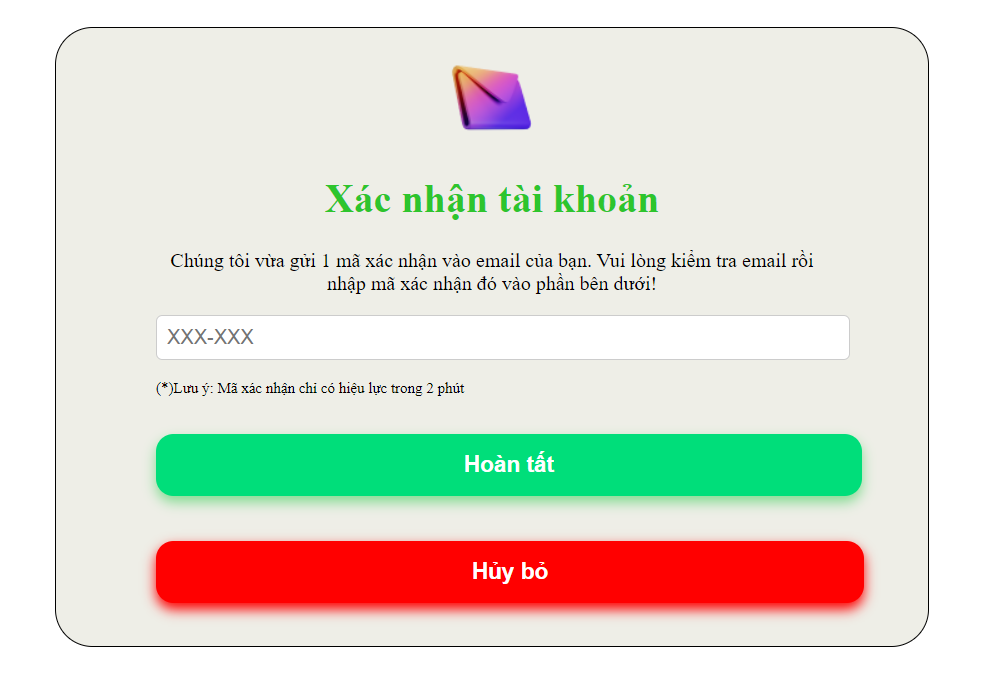 Xác nhận tài khoản
Chúng tôi vừa gửi 1 mã xác nhận vào email của bạn. Vui lòng kiểm tra email rồi
nhập mã xác nhận đó vào phần bên dưới!
XXX-XXX
(*)Lưu ý: Mã xác nhận chỉ có hiệu lực trong 2 phút
Hoàn tất
Hủy bỏ